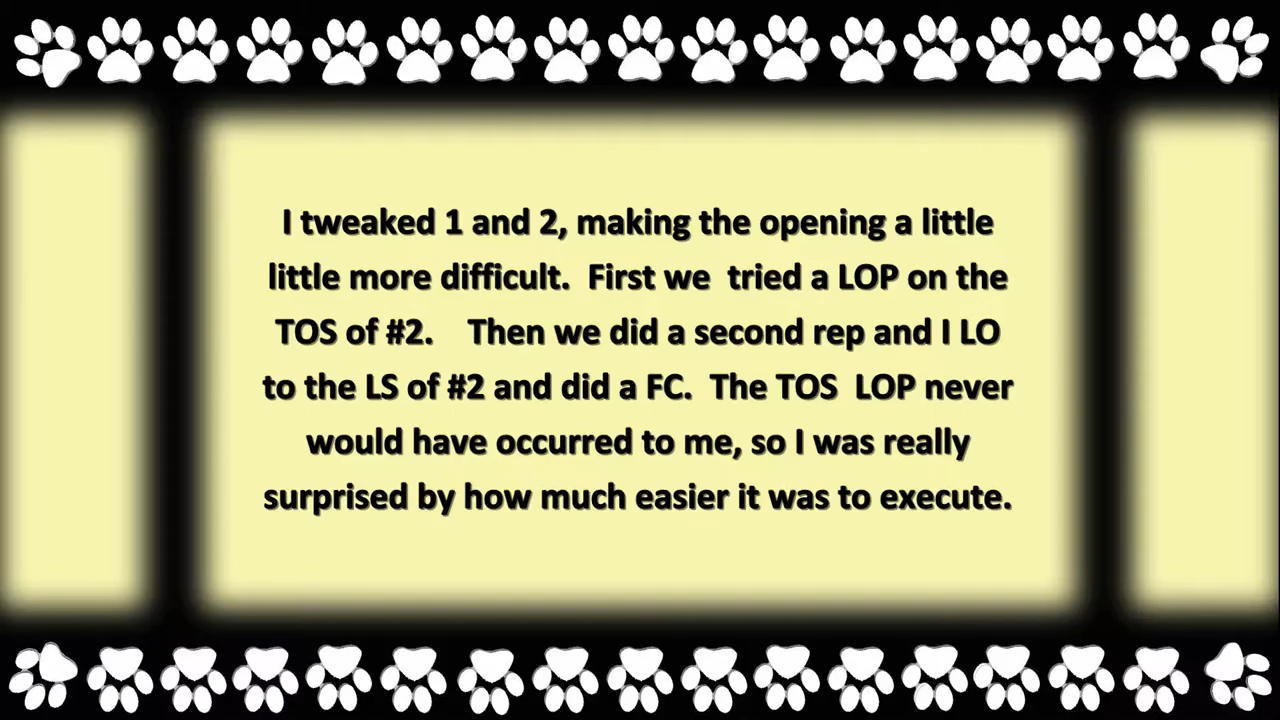 I tweaked 1 and 2, making the opening a little
little more difficult.  First we  tried a LOP on the
TOS of #2.    Then we did a second rep and I LO
to the LS of #2 and did a FC.  The TOS  LOP never
would have occurred to me, so I was really
surprised by how much easier it was to execute.